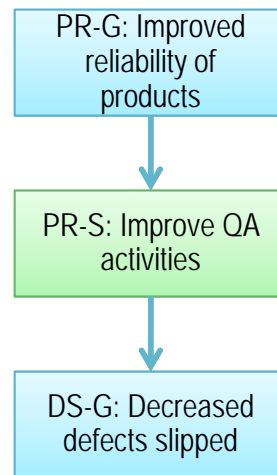 PR-G: Improved
reliability of
products
PR-S: Improve QA
activities
DS-G: Decreased
defects slipped